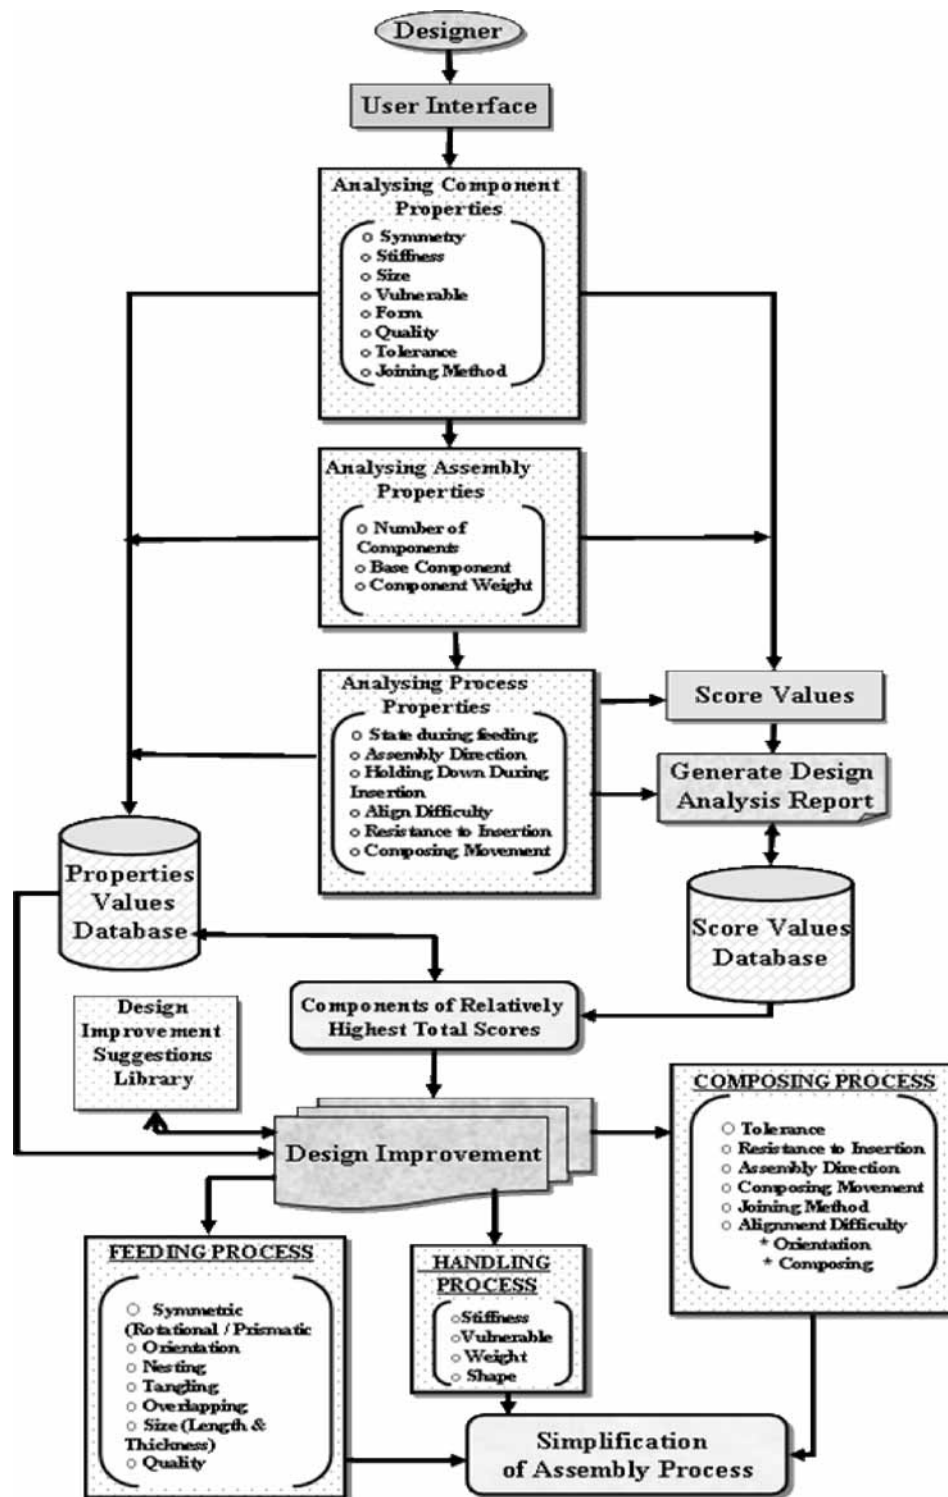 Designer
User Interface
Analysing Component
Properties
Symmetry
Stiffness
Size
Vulnerable
Form
Quality
Tolerance
Joining Method
Analysing Assembly
Properties
Number of
Components
Base Component
Component Weight
Analysing Process
Properties
State during feeding
Assembly Direction
Holding Down During
Insertion
Align Difficulty
Resistance to Insertion
Composing Movement
Score Values
Generate Design
Analysis Report
Properties
Values
Database
Score Values
Database
Components of Relatively
Highest Total Scores
Design
Improvement
Suggestions
Library
Design Improvement
COMPOSING PROCESS
Tolerance
Resistance to Insertion
Assembly Direction
Composing Movement
Joining Method
Alignment Difficulty
* Orientation
* Composing
FEEDING PROCESS
Symmetric
(Rotational / Prismatic
Orientation
Nesting
Tangling
Overlapping
Size (Length &
Thickness)
Quality
HANDLING
PROCESS
Stiffness
Vulnerable
Weight
Shape
Simplification
of Assembly Process